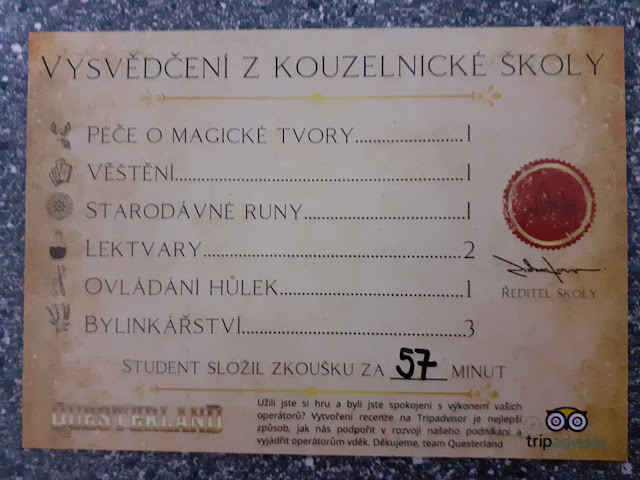 VYSVĚDČENÍ Z KOUZELNICKÉ ŠKOLY
PÉČE O MAGICKÉ TVORY..................1
VĚŠTĚNÍ..............................................1
STARODÁVNÉ RUNY..........................1
LEKTVARY..........................................2
OVLÁDÁNÍ HŮLEK.............................1
BYLINKÁŘSTVÍ...................................3
ŘEDITEL ŠKOLY
STUDENT SLOŽIL ZKOUŠKU ZA 57 MINUT
QUESTERLAND
Užili jste si hru a byli jste spokojeni s výkonem vašich
operátorů? Vytvoření recenze na Tripadvisor je nejlepší
způsob, jak nás podpořit v rozvoji našeho podnikání a
vyjádřit operátorům vděk. Děkujeme, team Questerland
tripadvisor